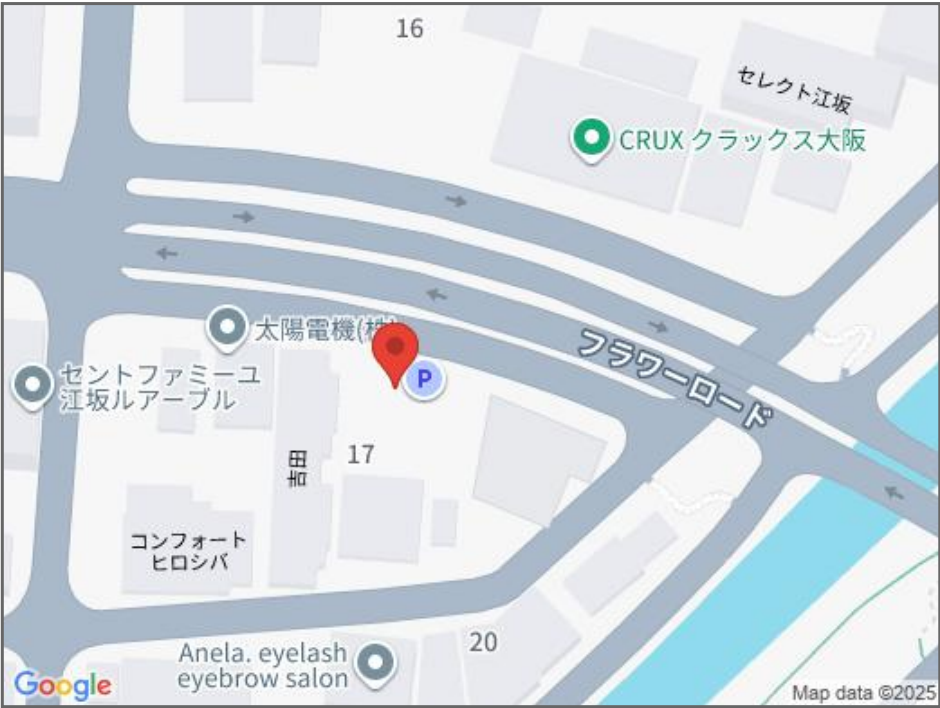 16
セレクト江坂
CRUX クラックス大阪
太陽電機(株)
フラワーロード
P
セントファミーユ
江坂ルアーブル
17
吉田
コンフォート
ヒロシバ
20
Anela. eyelash
eyebrow salon
Google
Map data ©2025